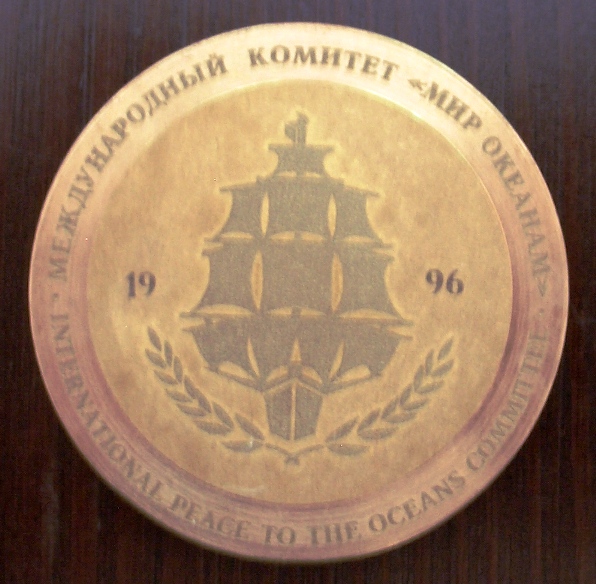 МЕЖДУНАРОДНЫЙ КОМИТЕТ «МИР ОКЕАНАМ»
19 96
INTERNATIONAL PEACE TO THE OCEANS COMMITTEE